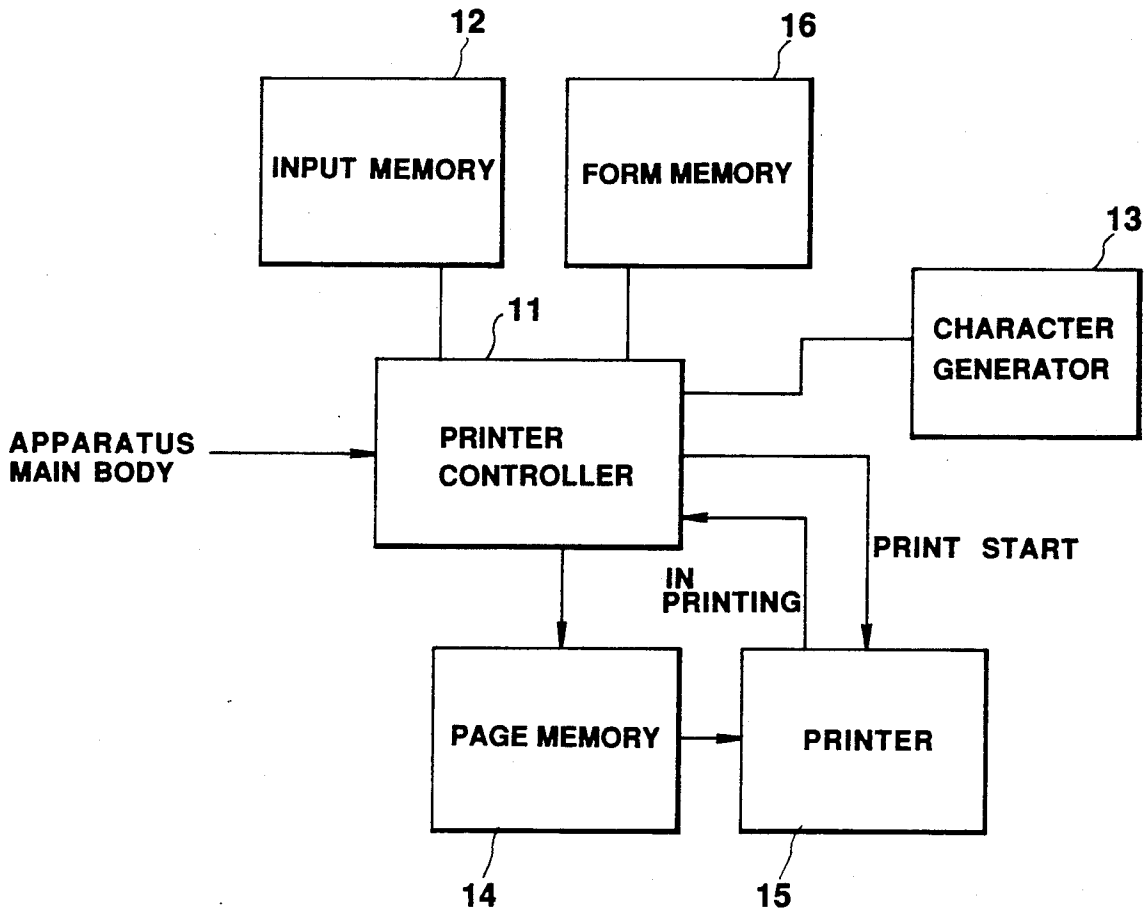 12
16
INPUT MEMORY
FORM MEMORY
13
11
CHARACTER
GENERATOR
APPARATUS
MAIN BODY
PRINTER
CONTROLLER
PRINT START
IN
PRINTING
PAGE MEMORY
PRINTER
14
15